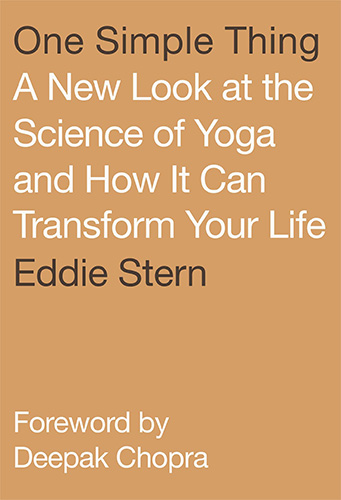 One Simple Thing
A New Look at the
Science of Yoga
and How It Can
Transform Your Life
Eddie Stern
Foreword by
Deepak Chopra